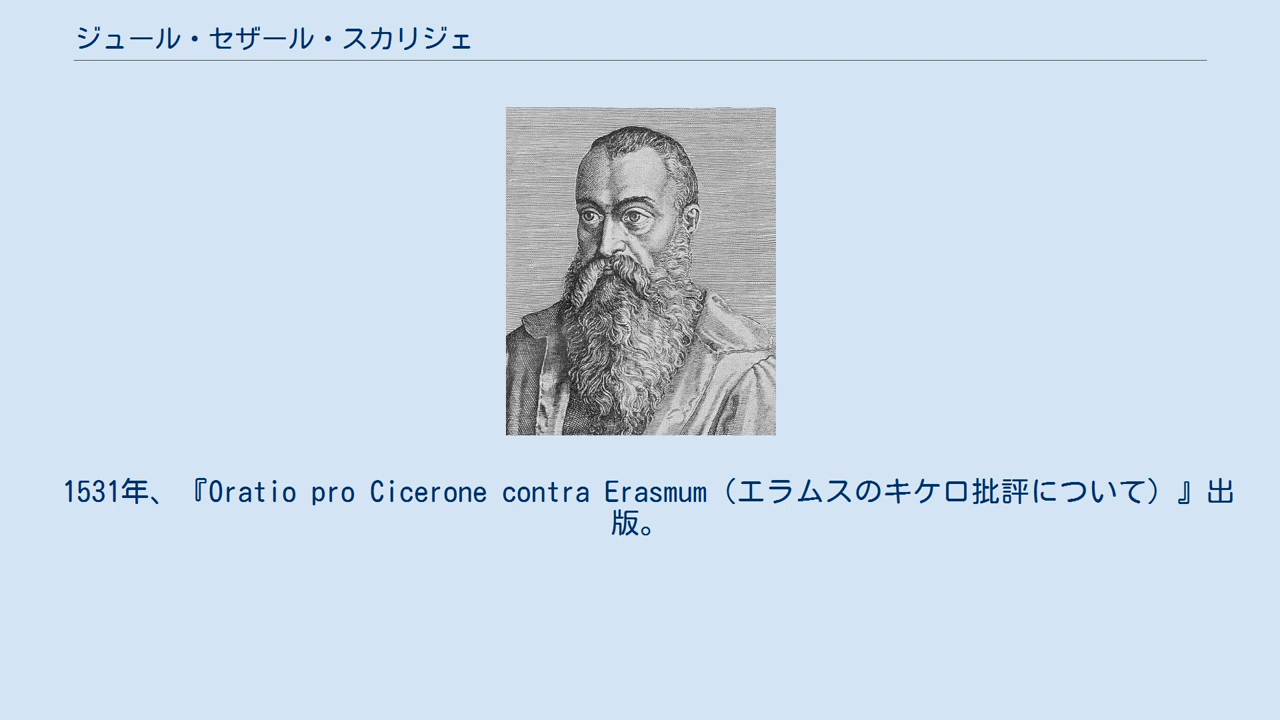 ジュール・セザール・スカリジェ
1531年、『Oratio pro Cicerone contra Erasmum（エラムスのキケロ批評について）』出
版。